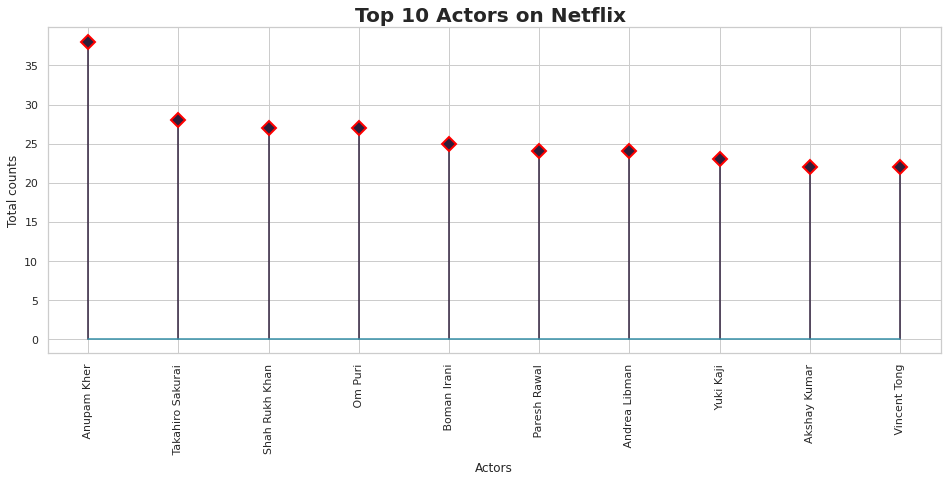 Top 10 Actors on Netflix
Total counts
35
30
25
20
15
10
5
0
Anupam Kher
Takahiro Sakurai
Shah Rukh Khan
Om Puri
Boman Irani
Paresh Rawal
Andrea Libman
Yuki Kaji
Akshay Kumar
Vincent Tong
Actors